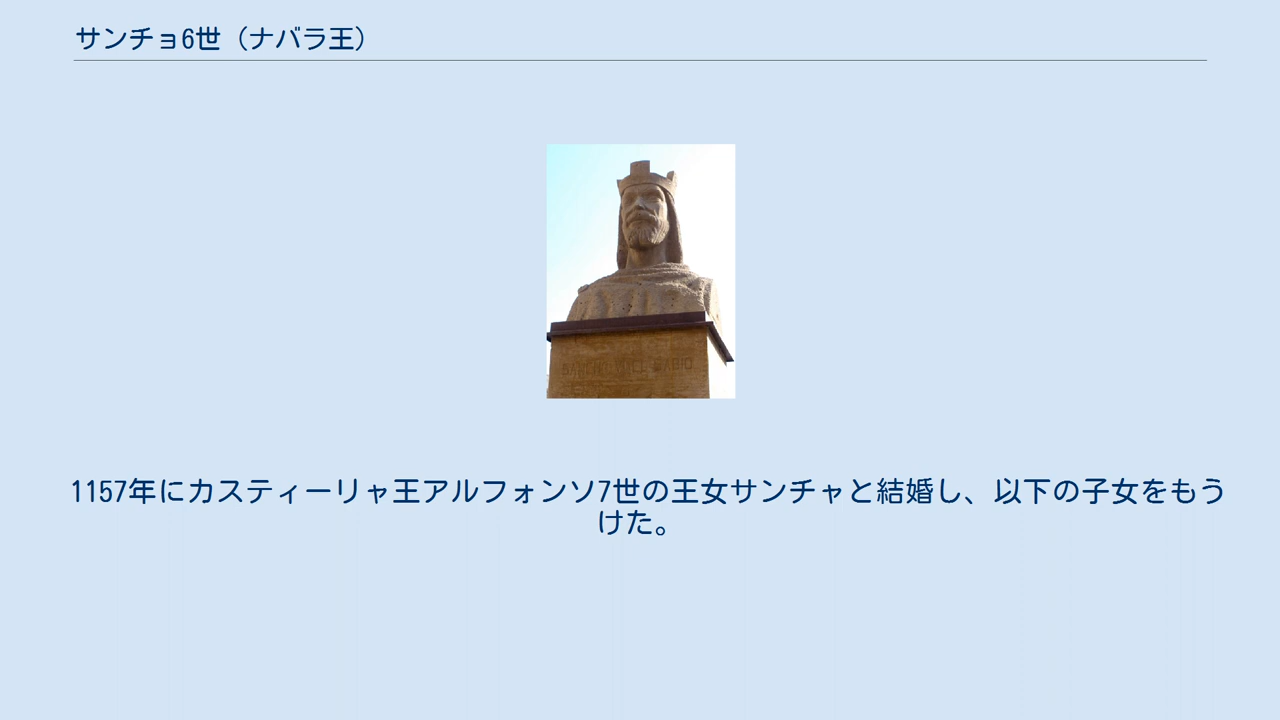 サンチョ6世（ナバラ王）
1157年にカスティーリャ王アルフォンソ7世の王女サンチャと結婚し、以下の子女をもう
けた。